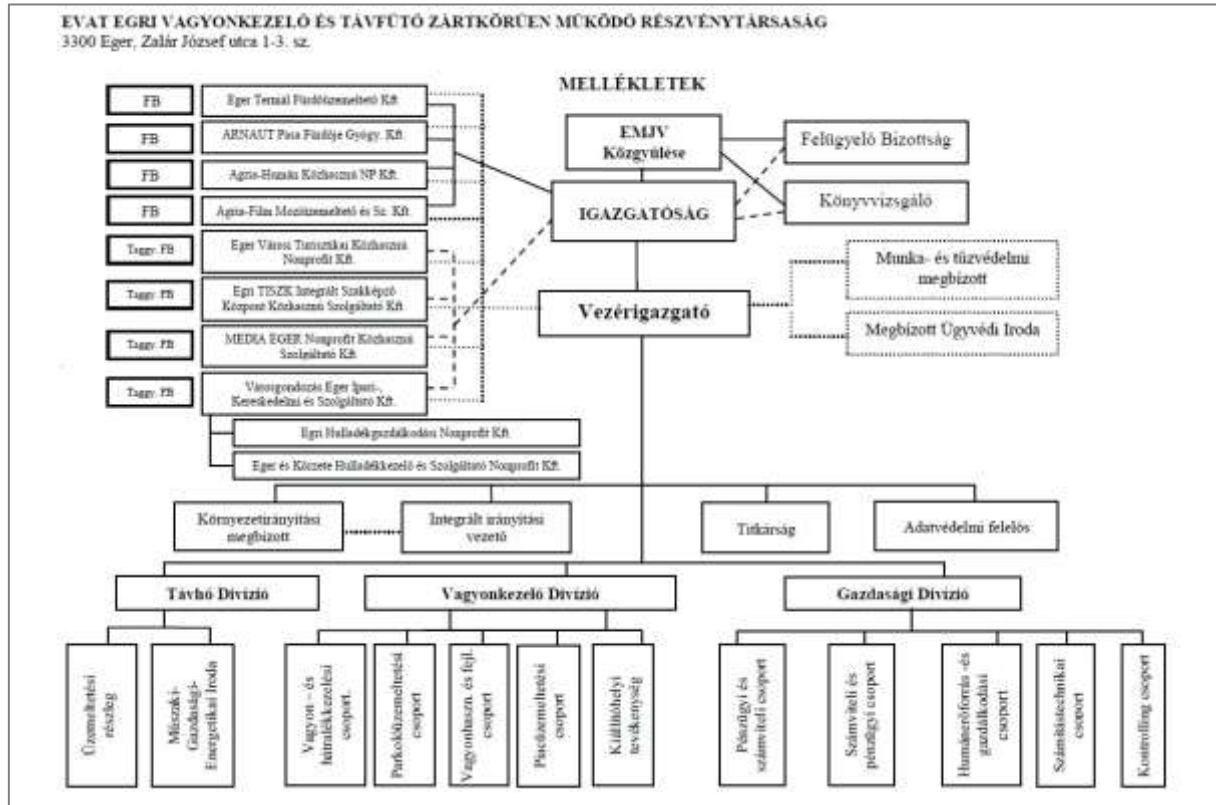 EVAT EGRI VAGYONKEZELŐ ÉS TÁVFŰTŐ ZÁRTKÖRŰEN MŰKÖDŐ RÉSZVÉNYTÁRSASÁG
3300 Eger, Zalár József utca 1-3. sz.
MELLÉKLETEK
FB
Eger Termál Fürdőüzemeltető Kft
FB
ARNAUT Pasa Fürdője Gyógy. Kft.
FB
Agria-Humán Közhasznú NP Kft.
FB
Agria-Film Moziüzemeltető és Sz. Kft.
Taggy. FB
Eger Városi Turisztikai Közhasznú
Nonprofit Kft.
Taggy. FB
Egri TISZK Integrált Szakképző
Központ Közhasznú Szolgáltató Kft
Taggy. FB
MEDIA EGER Nonprofit Közhasznú
Szolgáltató Kft
Taggy. FB
Városgondozás Eger Ipari-,
Kereskedelmi és Szolgáltató Kft.
Egri Hulladékgazdálkodási Nonprofit Kft.
Eger és Körzete Hulladékkezelő és Szolgáltató Nonprofit Kft.
EMJV
Közgyűlése
Felügyelő Bizottság
IGAZGATÓSÁG
Könyvvizsgáló
Vezérigazgató
Munka- és tűzvédelmi
megbízott
Megbízott Ügyvédi Iroda
Környezetirányítási
megbízott
Integrált irányítási
vezető
Titkárság
Adatvédelmi felelős
Távhő Divízió
Vagyonkezelő Divízió
Gazdasági Divízió
Üzemeltetési
részleg
Műszaki-
Gazdasági-
Energetikai Iroda
Vagyon – és
hátralékkezelési
csoport.
Parkolóüzemeltetési
csoport
Vagyonhaszn. és fejl.
csoport
Piacüzemeltetési
csoport
Kiállítóhelyi
tevékenység
Pénzügyi és
számviteli csoport
Számviteli és
pénzügyi csoport
Humánerőforrás -és
gazdálkodási
csoport
Számítástechnikai
csoport
Kontrolling csoport